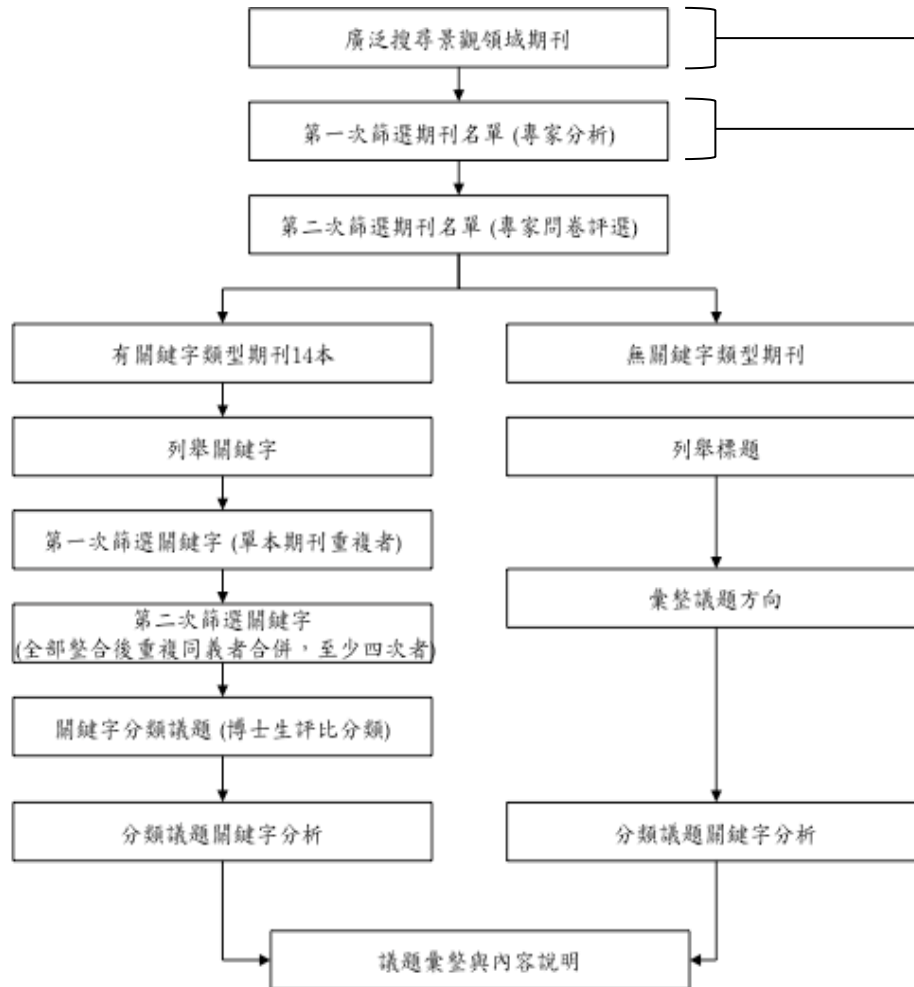 廣泛搜尋景觀領域期刊
第一次篩選期刊名單 (專家分析)
第二次篩選期刊名單 (專家問卷評選)
有關鍵字類型期刊14本
無關鍵字類型期刊
列舉關鍵字
列舉標題
第一次篩選關鍵字 (單本期刊重複者)
彙整議題方向
第二次篩選關鍵字
(全部整合後重複同義者合併，至少四次者)
關鍵字分類議題 (博士生評比分類)
分類議題關鍵字分析
分類議題關鍵字分析
議題彙整與內容說明